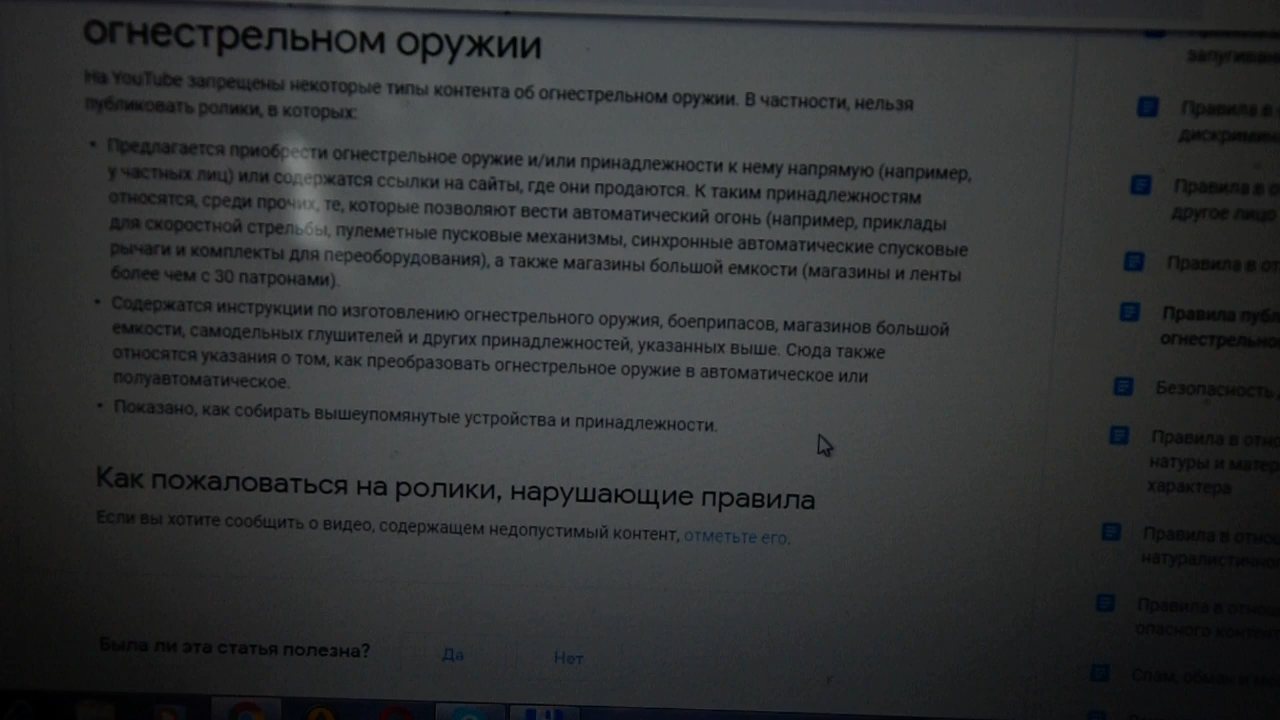 огнестрельном оружии
На YouTube запрещены некоторые типы контента об огнестрельном оружии. В частности, нельзя
публиковать ролики, в которых:
• Предлагается приобрести огнестрельное оружие и/или принадлежности к нему напрямую (например,
у частных лиц) или содержатся ссылки на сайты, где они продаются. К таким принадлежностям
относятся, среди прочих, те, которые позволяют вести автоматический огонь (например, приклады
для скоростной стрельбы, пулеметные пусковые механизмы, синхронные автоматические спусковые
рычаги и комплекты для переоборудования), а также магазины большой емкости (магазины и ленты
более чем с 30 патронами).
• Содержатся инструкции по изготовлению огнестрельного оружия, боеприпасов, магазинов большой
емкости, самодельных глушителей и других принадлежностей, указанных выше. Сюда также
относятся указания о том, как преобразовать огнестрельное оружие в автоматическое или
полуавтоматическое.
• Показано, как собирать вышеупомянутые устройства и принадлежности.
Как пожаловаться на ролики, нарушающие правила
Если вы хотите сообщить о видео, содержащем недопустимый контент, отметьте его.
Была ли эта статья полезна? Да Нет
Правила в
Правила в о
другое лицо
Правила в от
Правила пуб
огнестрельно
Безопасность
Правила в отно
натуры и матер
характера
Правила в отно
натуралистично
Правила в отнош
опасного контен
Спам, обман и